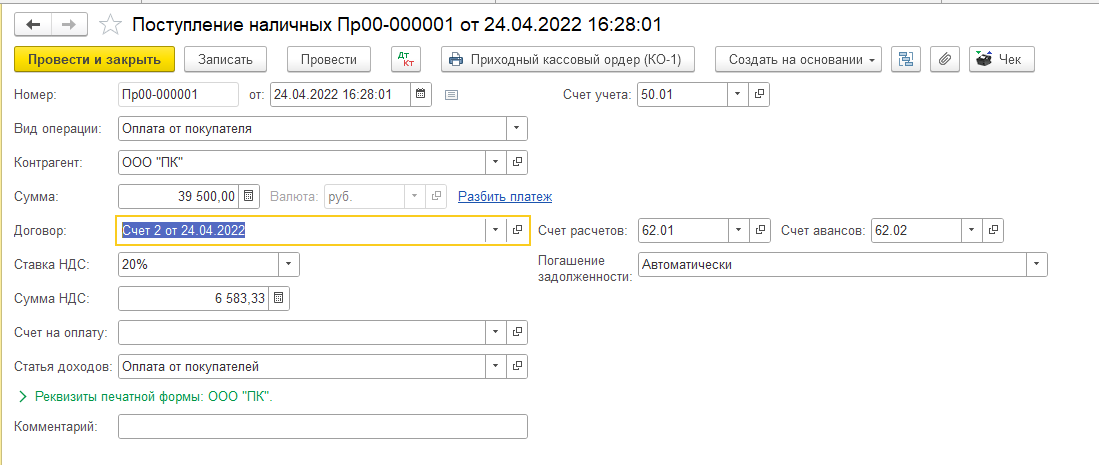 Поступление наличных Пр00-000001 от 24.04.2022 16:28:01
Провести и закрыть Записать Провести Дт Кт Приходный кассовый ордер (КО-1) Создать на основании Чек
Номер: Пр00-000001 от: 24.04.2022 16:28:01 Счет учета: 50.01
Вид операции: Оплата от покупателя
Контрагент: ООО "ПК"
Сумма: 39 500,00 Валюта: руб. Разбить платеж
Договор: Счет 2 от 24.04.2022 Счет расчетов: 62.01 Счет авансов: 62.02
Ставка НДС: 20% Погашение задолженности: Автоматически
Сумма НДС: 6 583,33
Счет на оплату:
Статья доходов: Оплата от покупателей
Реквизиты печатной формы: ООО "ПК".
Комментарий: